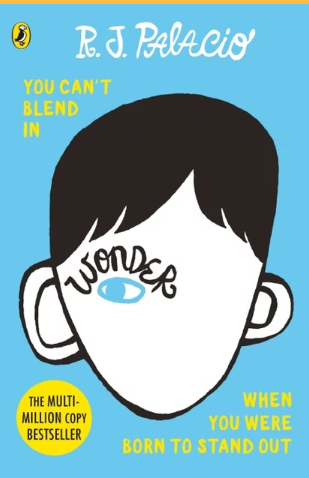 R. J. PALACIO
YOU CAN'T
BLEND
IN
WONDER
THE MULTI-
MILLION COPY
BESTSELLER
WHEN
YOU WERE
BORN TO STAND OUT